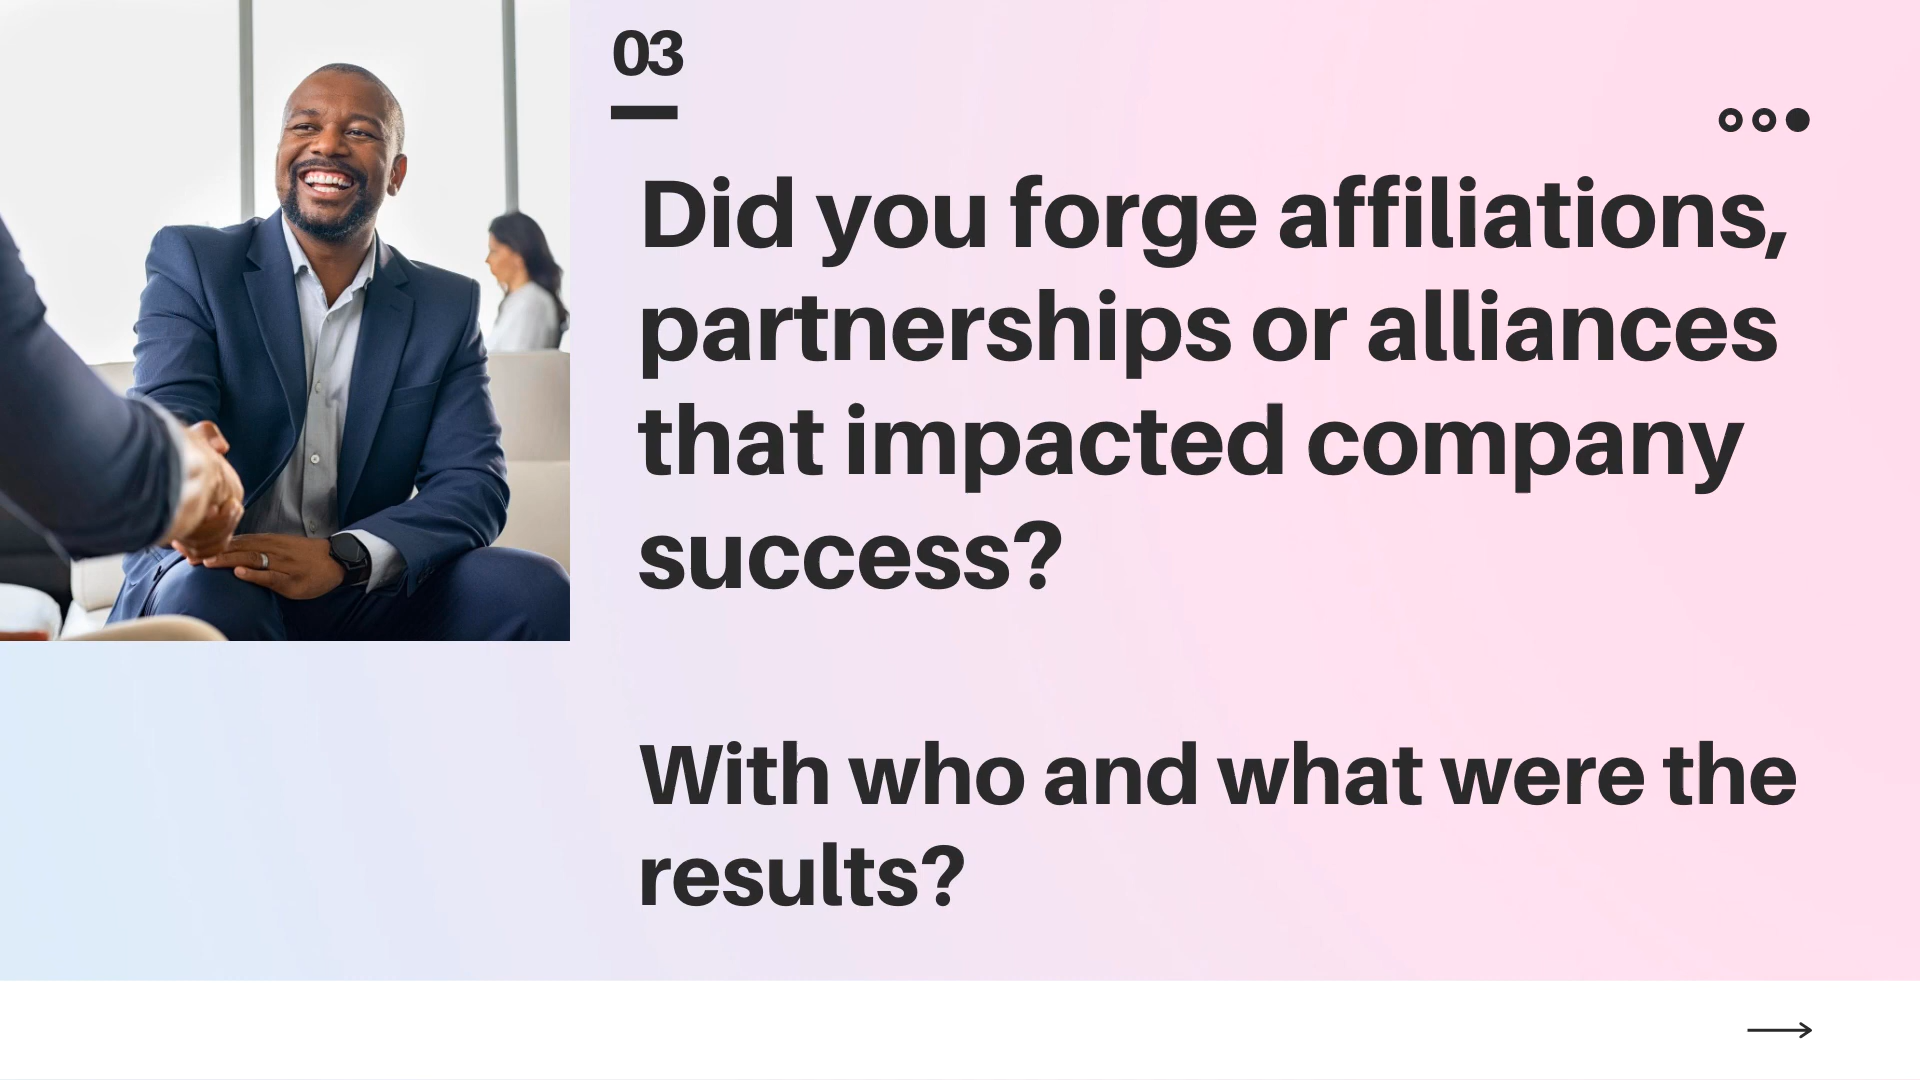 03
Did you forge affiliations,
partnerships or alliances
that impacted company
success?
With who and what were the
results?